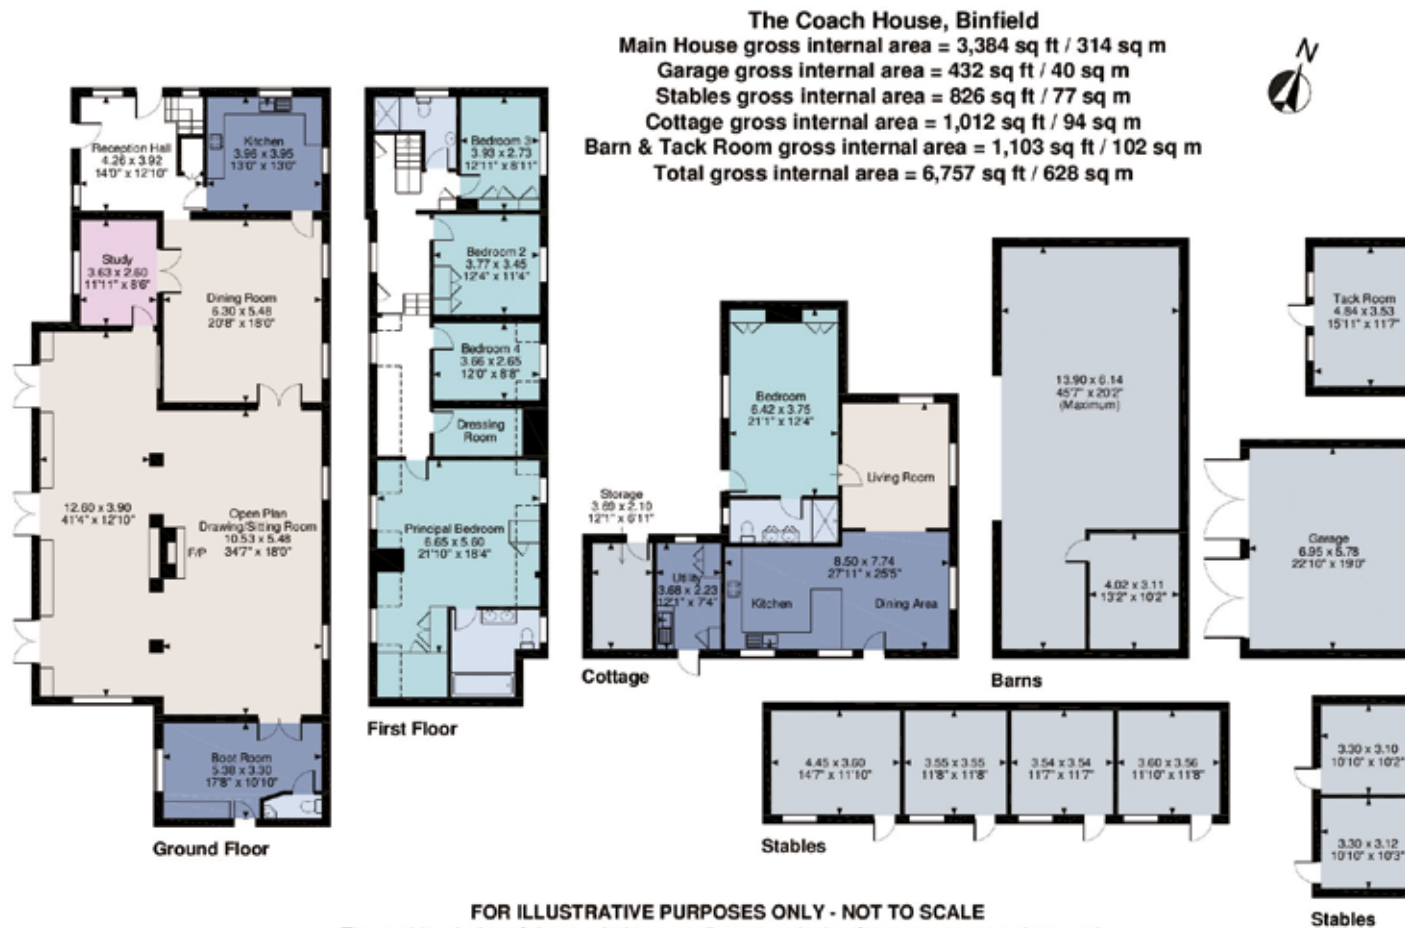 The Coach House, Binfield
Main House gross internal area = 3,384 sq ft / 314 sq m
Garage gross internal area = 432 sq ft / 40 sq m
Stables gross internal area = 826 sq ft / 77 sq m
Cottage gross internal area = 1,012 sq ft / 94 sq m
Barn & Tack Room gross internal area = 1,103 sq ft / 102 sq m
Total gross internal area = 6,757 sq ft / 628 sq m
N
Reception Hall
4.26 x 3.92
14'0" x 12'10"
Kitchen
3.96 x 3.95
13'0" x 13'0"
Study
3.63 x 2.60
11'11" x 8'6"
Dining Room
6.30 x 5.48
20'8" x 18'0"
12.60 x 3.90
41'4" x 12'10"
Open Plan
Drawing/Sitting Room
10.53 x 5.48
34'7" x 18'0"
F/P
Boot Room
5.38 x 3.30
17'8" x 10'10"
Ground Floor
Bedroom 3
3.93 x 2.73
12'11" x 8'11"
Bedroom 2
3.77 x 3.45
12'4" x 11'4"
Bedroom 4
3.66 x 2.65
12'0" x 8'8"
Dressing
Room
Principal Bedroom
6.65 x 5.60
21'10" x 18'4"
First Floor
Bedroom
6.42 x 3.75
21'1" x 12'4"
Living Room
Storage
3.69 x 2.10
12'1" x 6'11"
Utility
3.68 x 2.23
12'1" x 7'4"
8.50 x 7.74
27'11" x 25'5"
Kitchen
Dining Area
Cottage
13.90 x 6.14
45'7" x 20'2"
(Maximum)
4.02 x 3.11
13'2" x 10'2"
Barns
Tack Room
4.84 x 3.53
15'11" x 11'7"
Garage
6.95 x 5.78
22'10" x 19'0"
4.45 x 3.60
14'7" x 11'10"
3.55 x 3.55
11'8" x 11'8"
3.54 x 3.54
11'7" x 11'7"
3.60 x 3.56
11'10" x 11'8"
Stables
3.30 x 3.10
10'10" x 10'2"
3.30 x 3.12
10'10" x 10'3"
Stables
FOR ILLUSTRATIVE PURPOSES ONLY - NOT TO SCALE